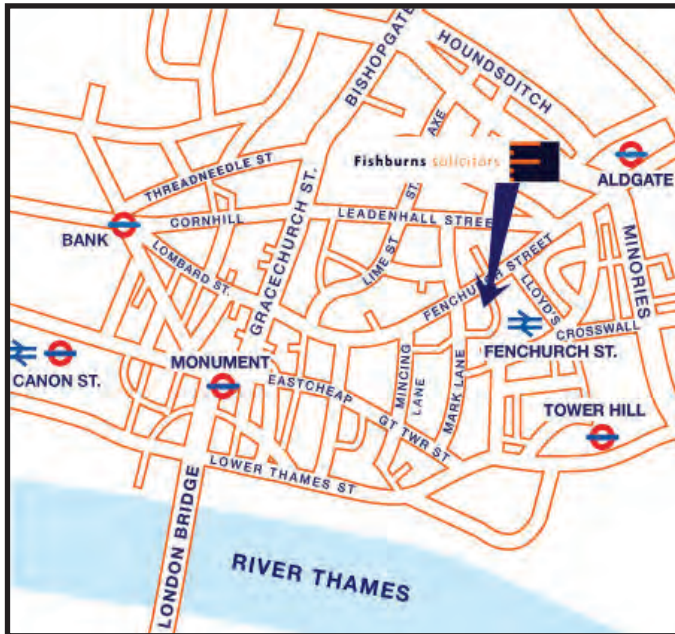 BISHOPGATE
HOUNDSDITCH
AXE
Fishburns solicitors
ALDGATE
THREADNEEDLE ST
GRACECHURCH ST.
ST.
CORNHILL
LEADENHALL STREET
BANK
LOMBARD ST.
LIME ST
MINORIES
FENCHURCH STREET
LLOYD'S
CROSSWALL
FENCHURCH ST.
CANON ST.
MONUMENT
EASTCHEAP
MINCING
LANE
MARK LANE
TOWER HILL
GT TWR ST
LOWER THAMES ST
LONDON BRIDGE
RIVER THAMES